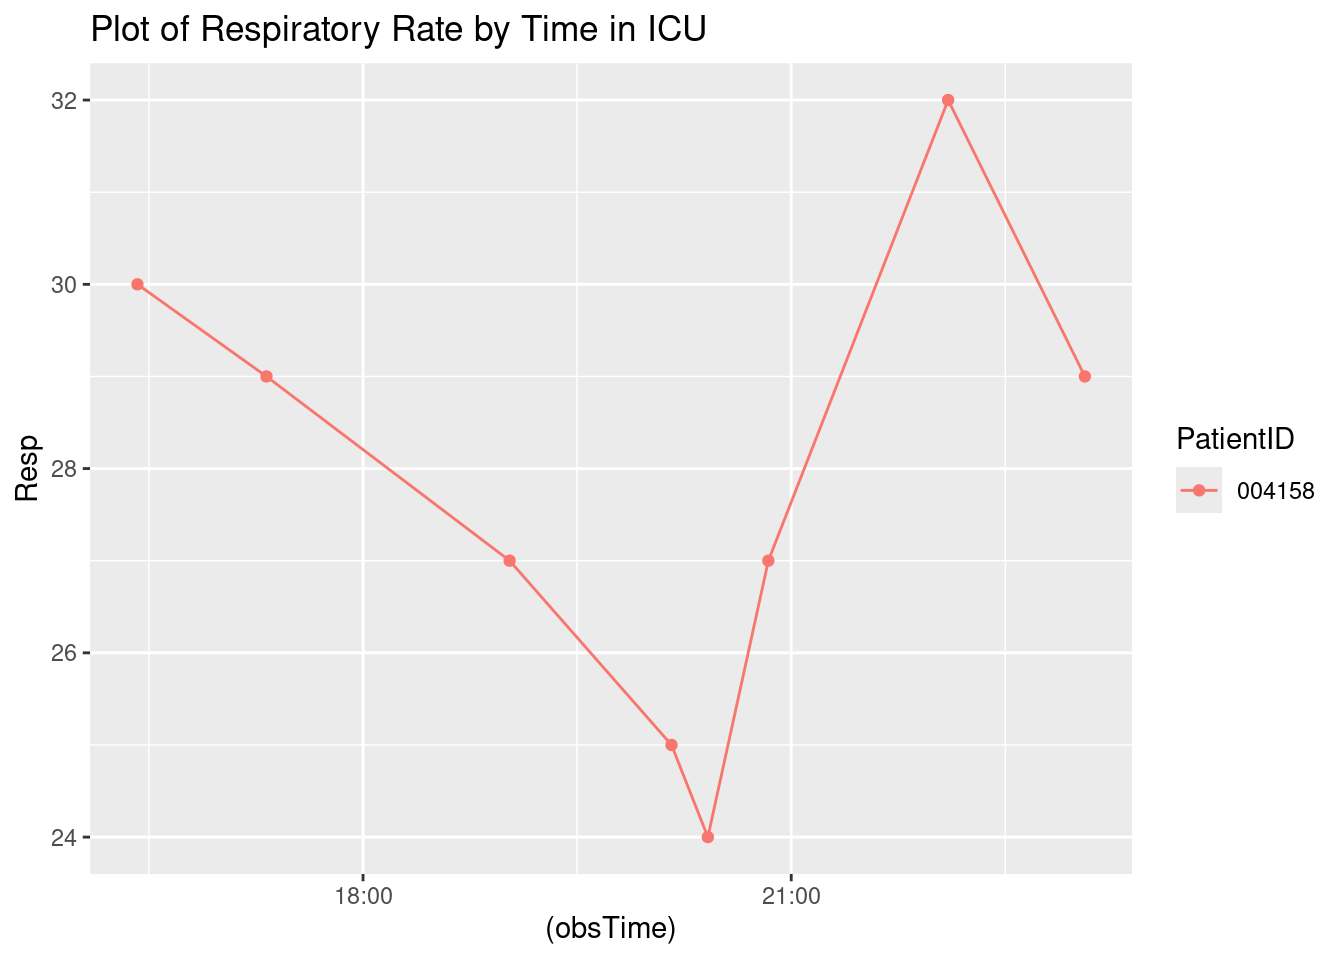 Plot of Respiratory Rate by Time in ICU
32
30
28
26
24
Resp
18:00
21:00
(obsTime)
PatientID
004158